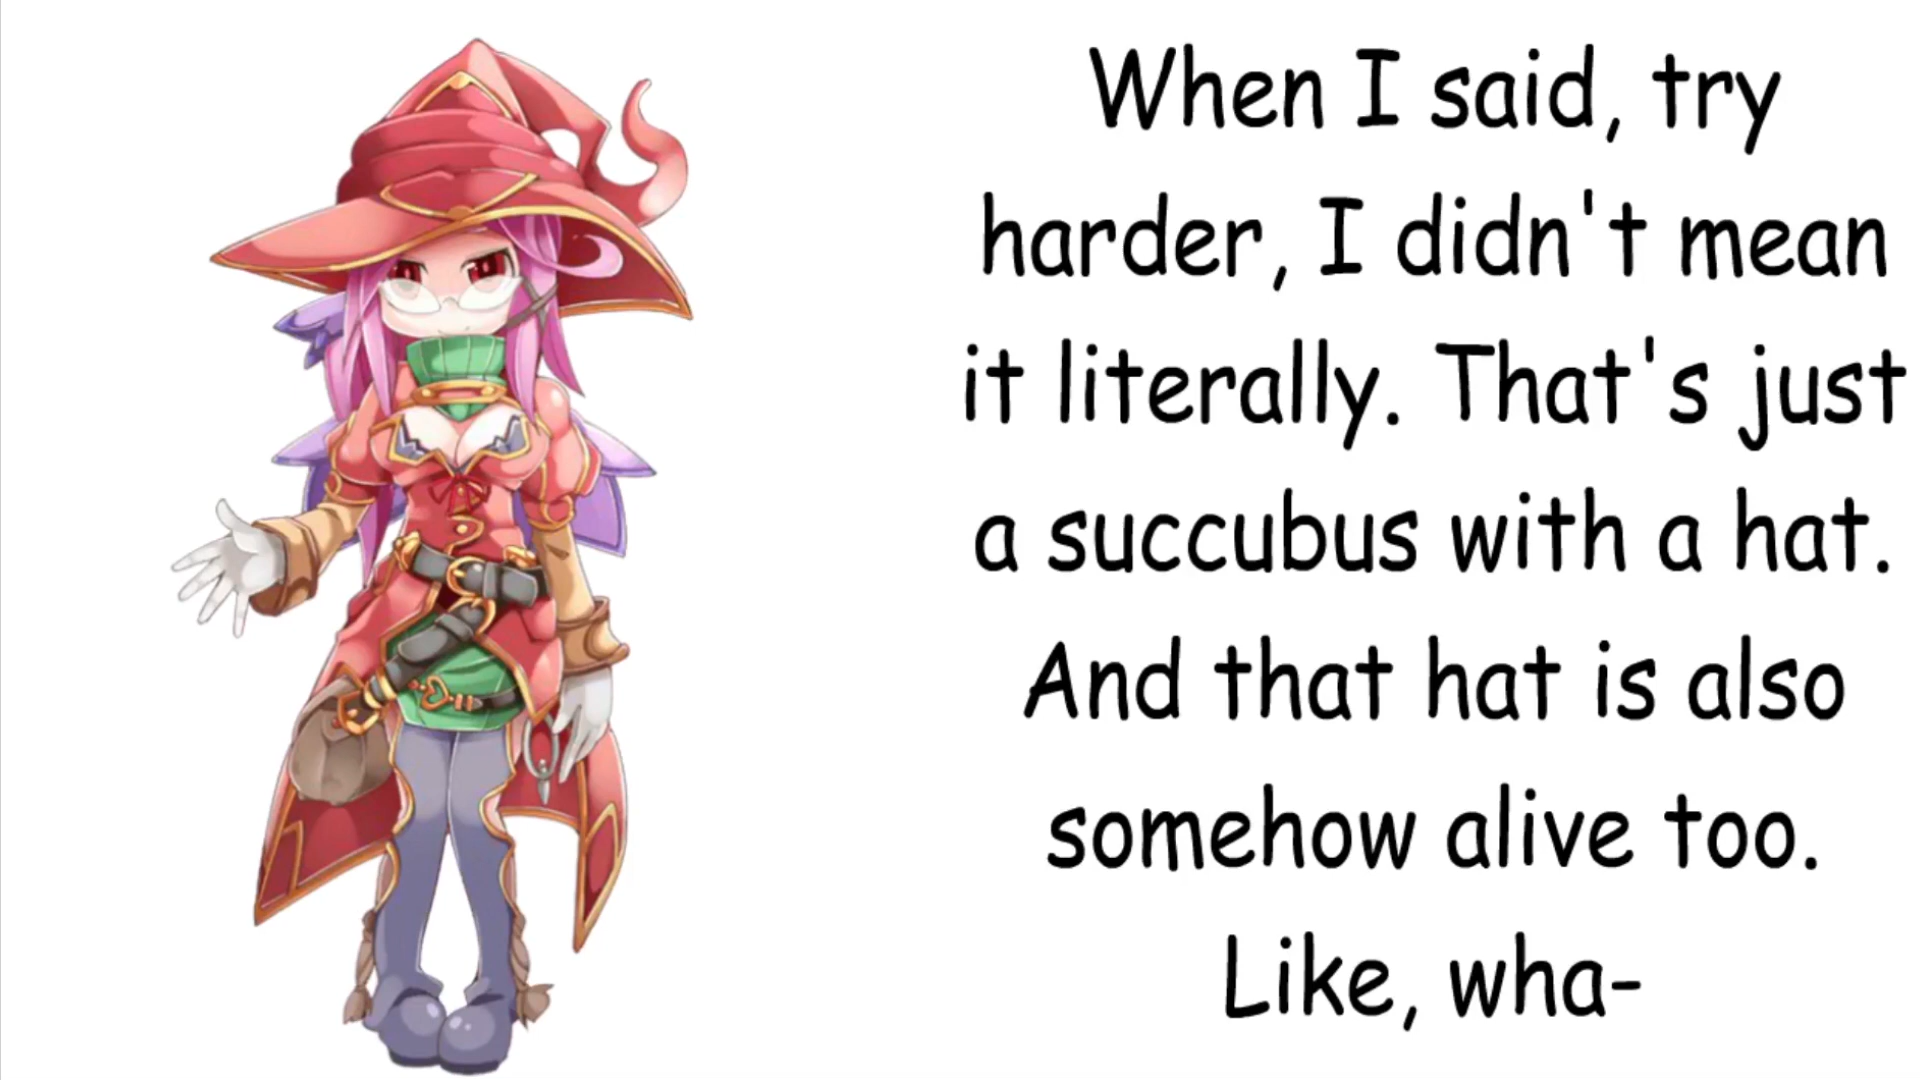 When I said, try
harder, I didn't mean
it literally. That's just
a succubus with a hat.
And that hat is also
somehow alive too.
Like, wha-